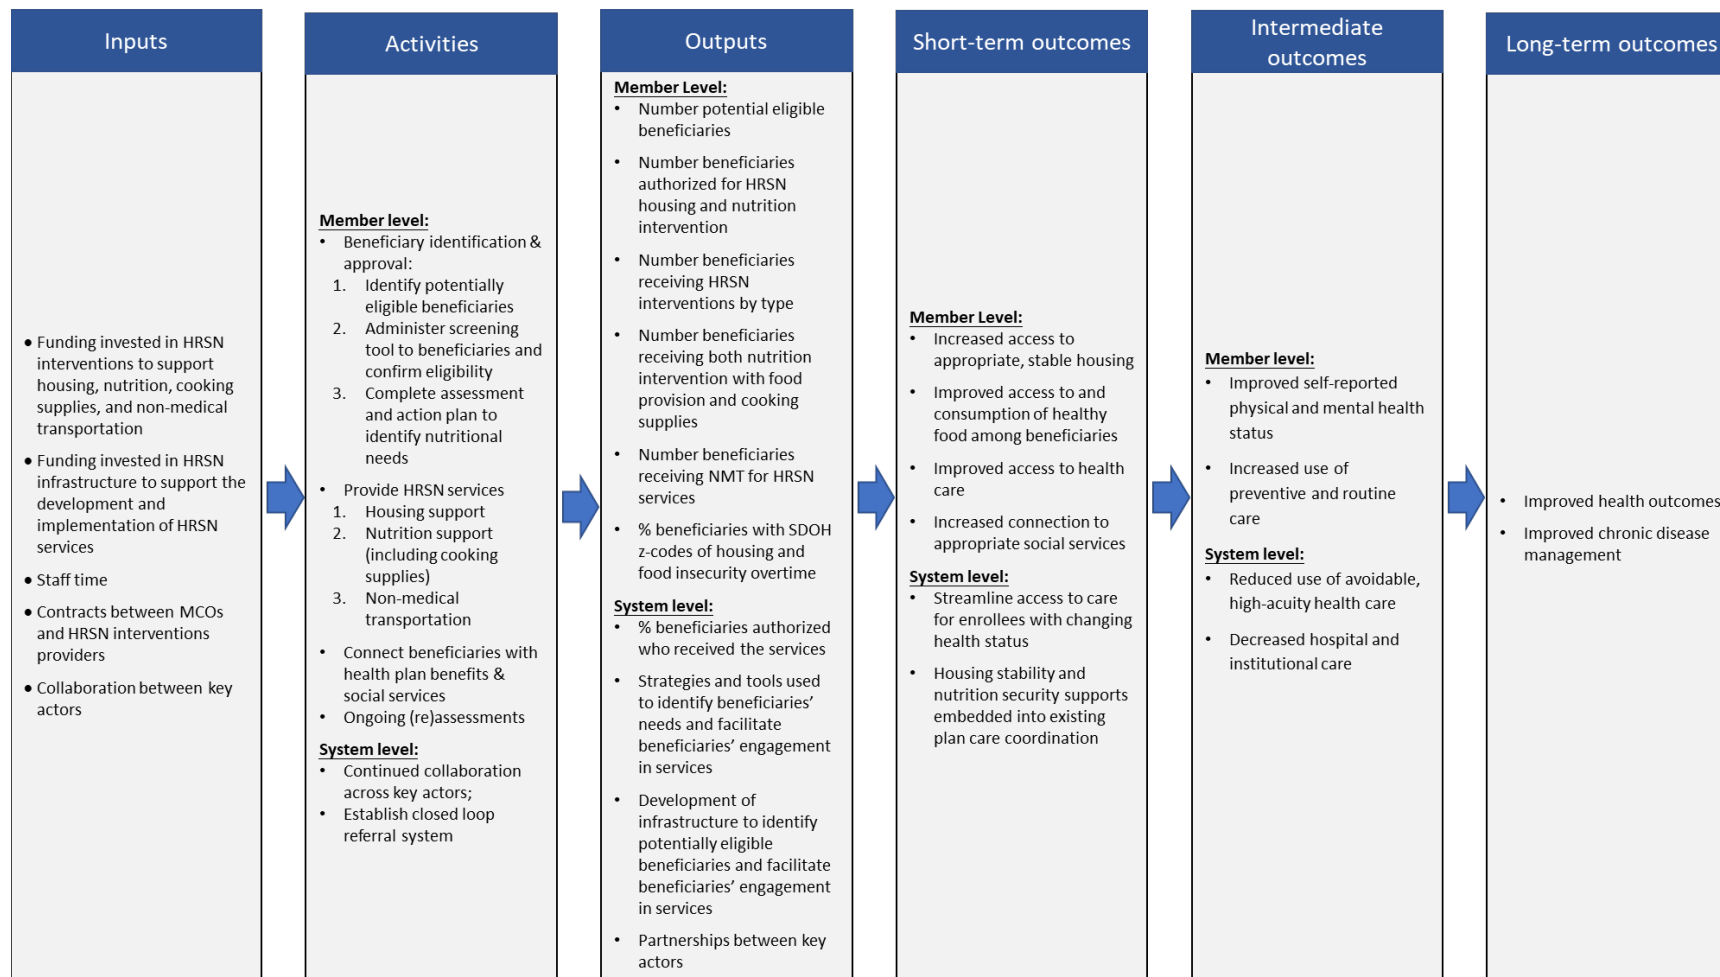 Inputs
● Funding invested in HRSN
interventions to support
housing, nutrition, cooking
supplies, and non-medical
transportation
● Funding invested in HRSN
infrastructure to support the
development and
implementation of HRSN
services
● Staff time
● Contracts between MCOs
and HRSN interventions
providers
● Collaboration between key
actors
Activities
Member level:
• Beneficiary identification &
approval:
1. Identify potentially
eligible beneficiaries
2. Administer screening
tool to beneficiaries and
confirm eligibility
3. Complete assessment
and action plan to
identify nutritional
needs
• Provide HRSN services
1. Housing support
2. Nutrition support
(including cooking
supplies)
3. Non-medical
transportation
• Connect beneficiaries with
health plan benefits &
social services
• Ongoing (re)assessments
System level:
• Continued collaboration
across key actors;
• Establish closed loop
referral system
Outputs
Member Level:
• Number potential eligible
beneficiaries
• Number beneficiaries
authorized for HRSN
housing and nutrition
intervention
• Number beneficiaries
receiving HRSN
interventions by type
• Number beneficiaries
receiving both nutrition
intervention with food
provision and cooking
supplies
• Number beneficiaries
receiving NMT for HRSN
services
• % beneficiaries with SDOH
z-codes of housing and
food insecurity overtime
System level:
• % beneficiaries authorized
who received the services
• Strategies and tools used
to identify beneficiaries’
needs and facilitate
beneficiaries’ engagement
in services
• Development of
infrastructure to identify
potentially eligible
beneficiaries and facilitate
beneficiaries’ engagement
in services
• Partnerships between key
actors
Short-term outcomes
Member Level:
• Increased access to
appropriate, stable housing
• Improved access to and
consumption of healthy
food among beneficiaries
• Improved access to health
care
• Increased connection to
appropriate social services
System level:
• Streamline access to care
for enrollees with changing
health status
• Housing stability and
nutrition security supports
embedded into existing
plan care coordination
Intermediate
outcomes
Member level:
• Improved self-reported
physical and mental health
status
• Increased use of
preventive and routine
care
System level:
• Reduced use of avoidable,
high-acuity health care
• Decreased hospital and
institutional care
Long-term outcomes
• Improved health outcomes
• Improved chronic disease
management